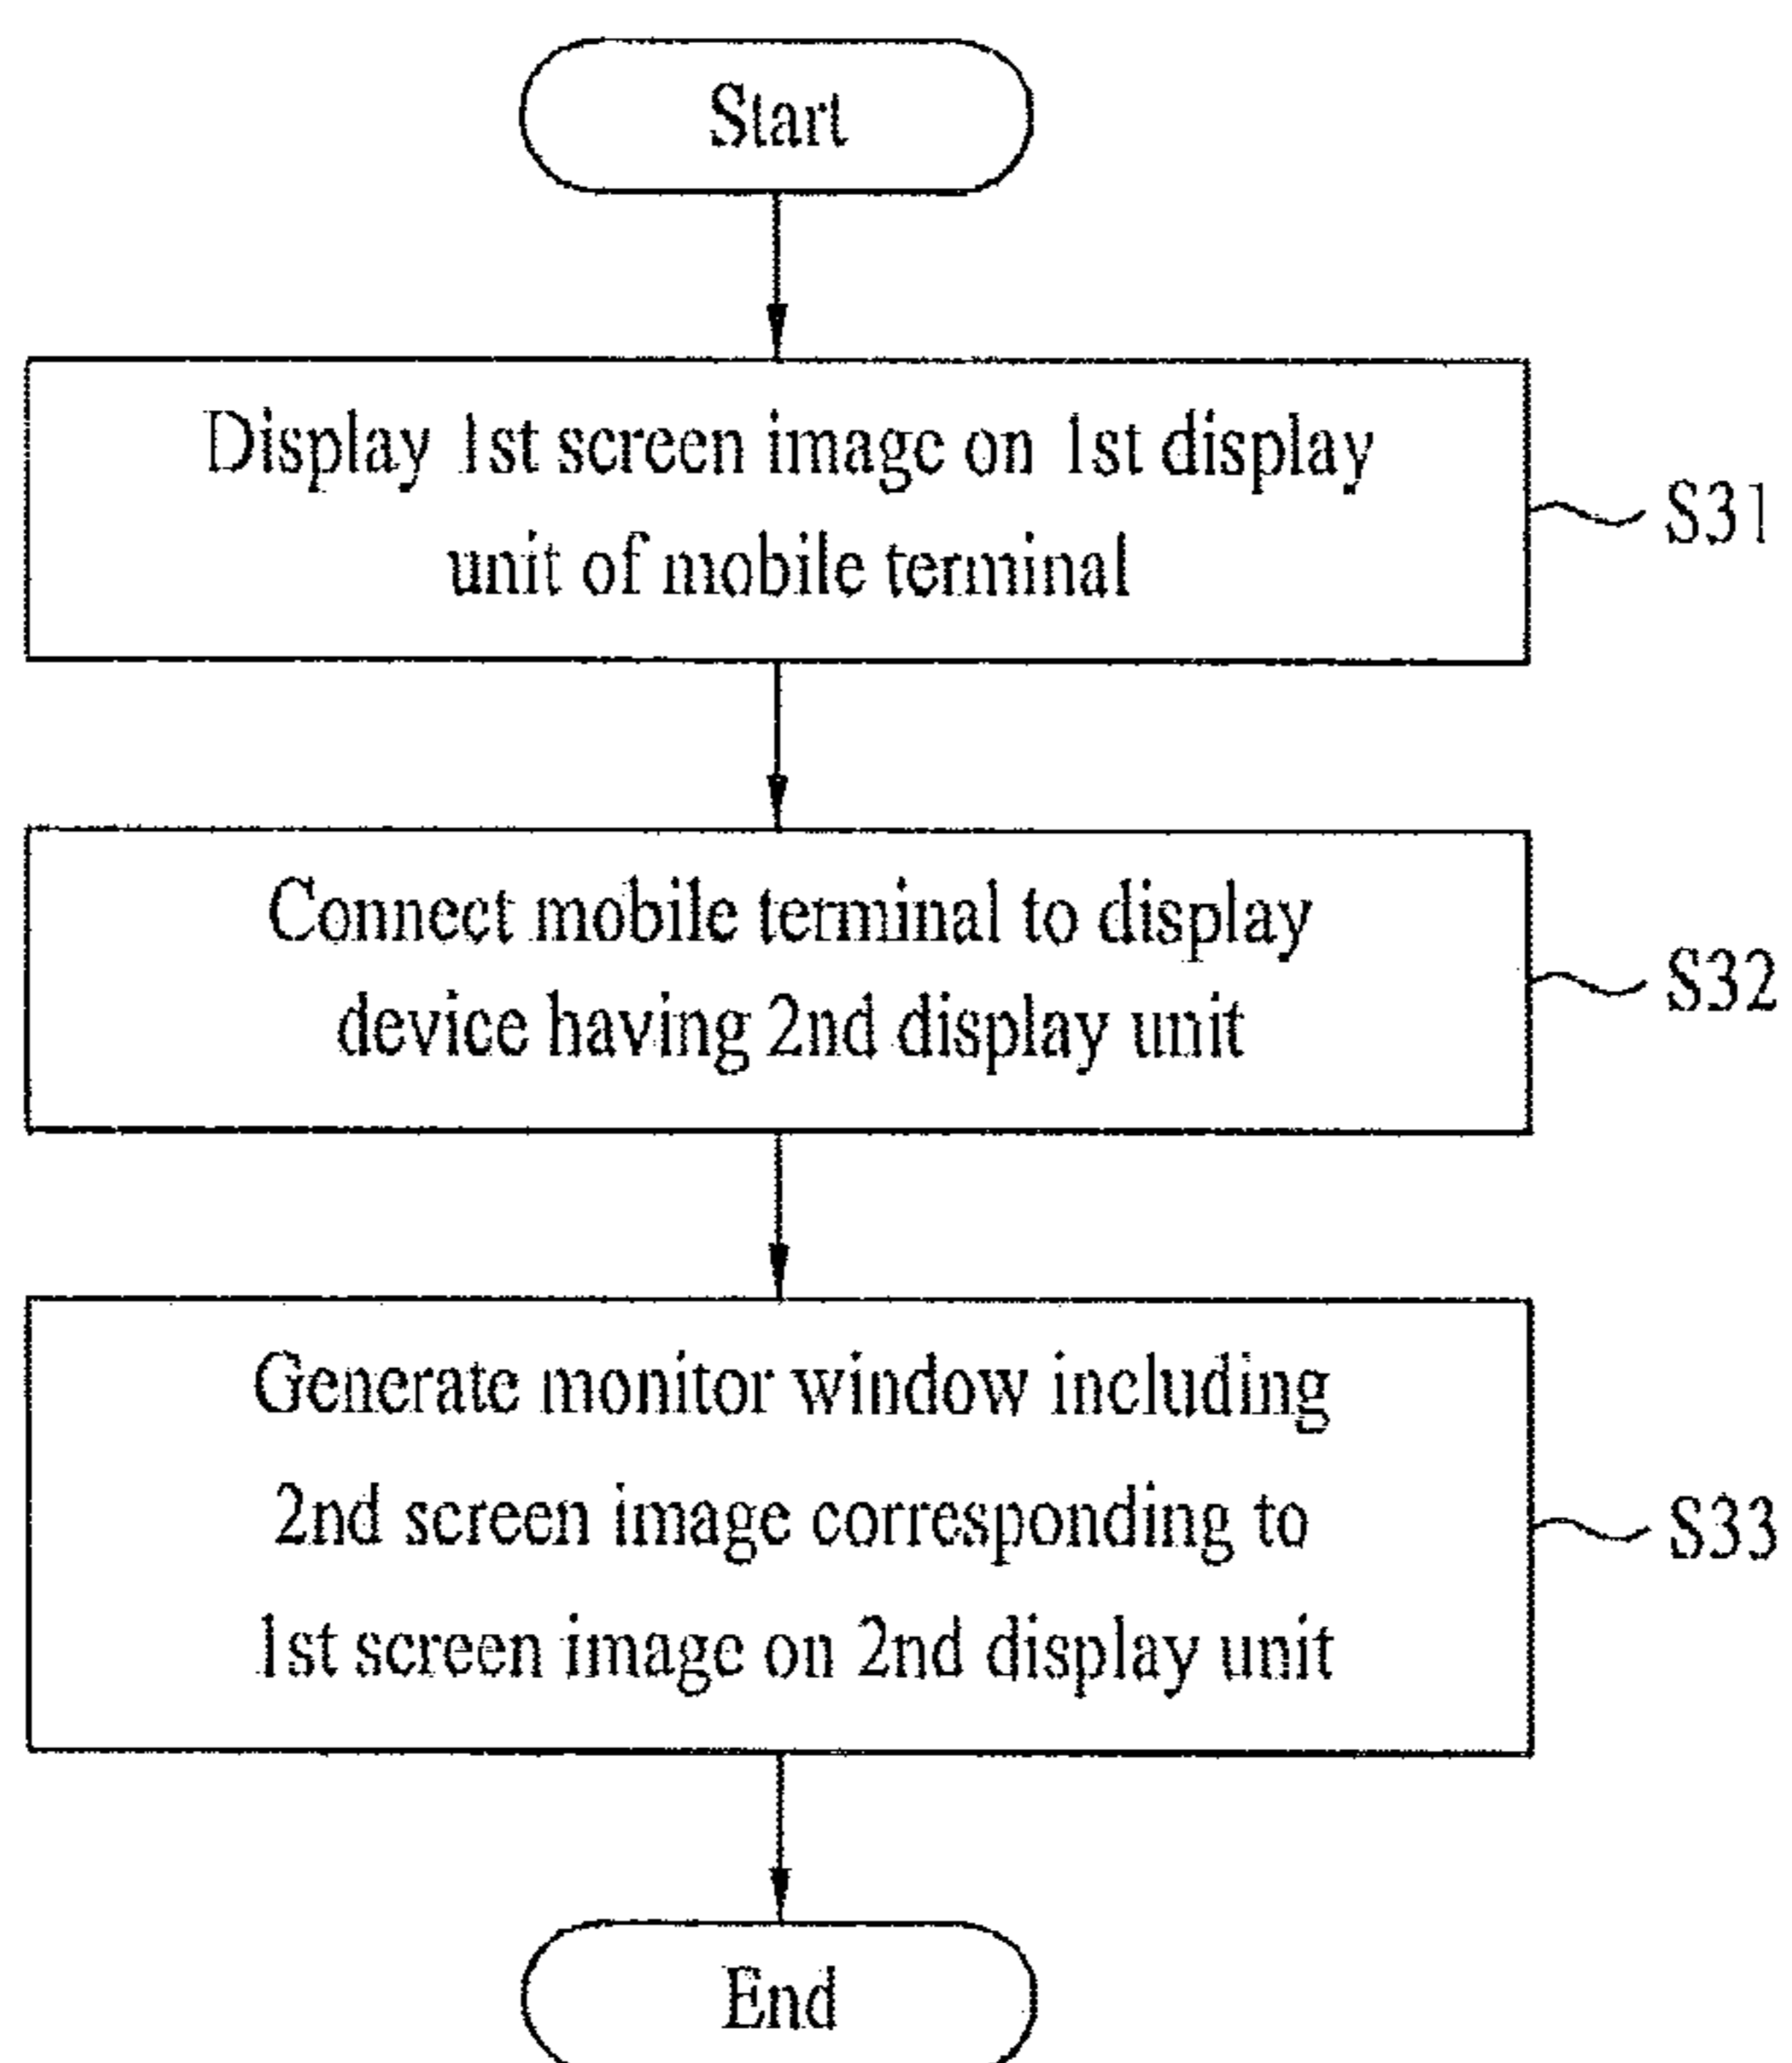 Start
Display 1st screen image on 1st display
unit of mobile terminal
S31
Connect mobile terminal to display
device having 2nd display unit
S32
Generate monitor window including
2nd screen image corresponding to
1st screen image on 2nd display unit
S33
End